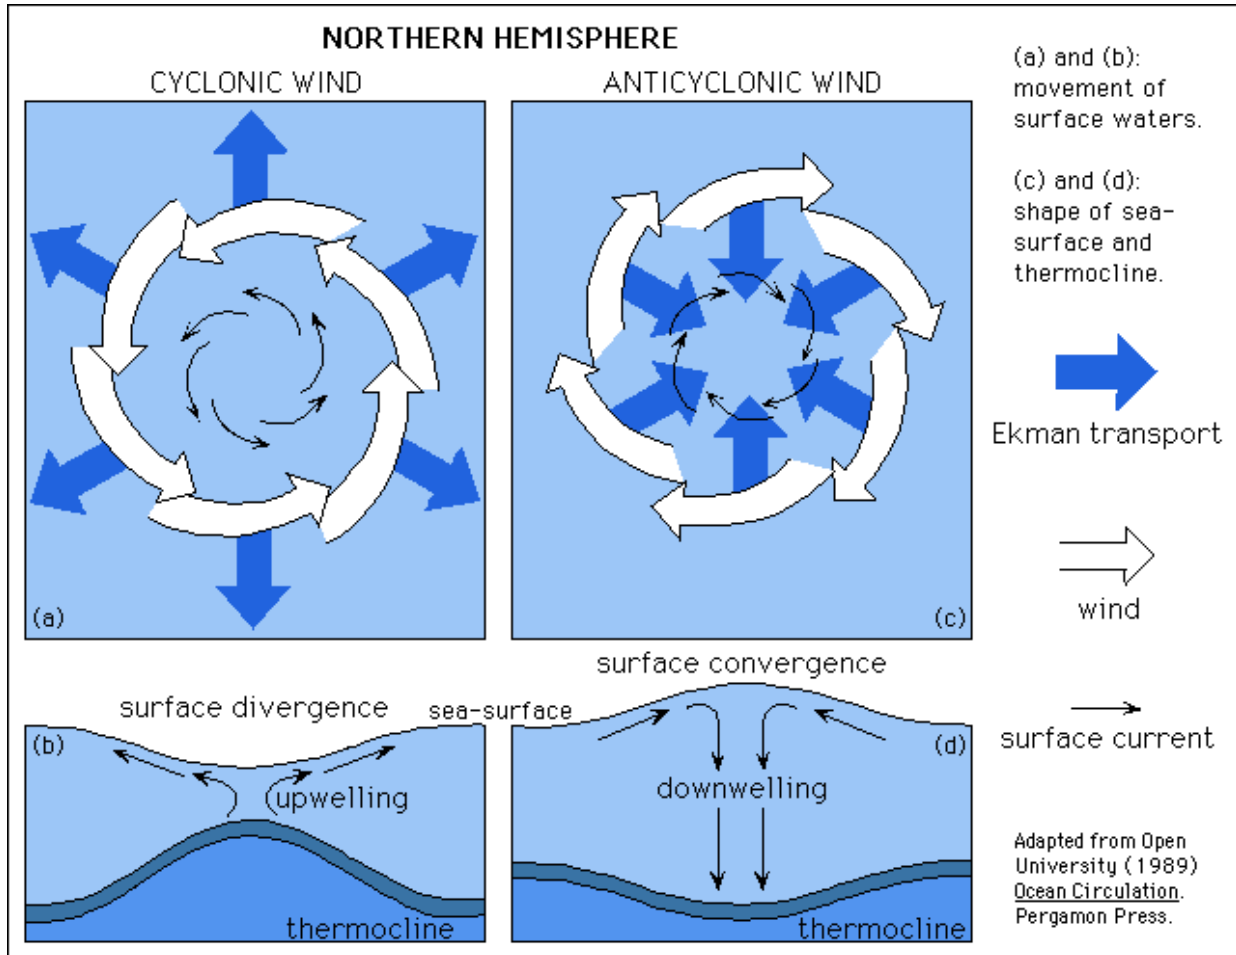 NORTHERN HEMISPHERE
CYCLONIC WIND
ANTICYCLONIC WIND
(a)
(c)
surface divergence
sea-surface
surface convergence
(b)
upwelling
thermocline
(d)
downwelling
thermocline
(a) and (b):
movement of
surface waters.
(c) and (d):
shape of sea-
surface and
thermocline.
Ekman transport
wind
surface current
Adapted from Open
University (1989)
Ocean Circulation.
Pergamon Press.